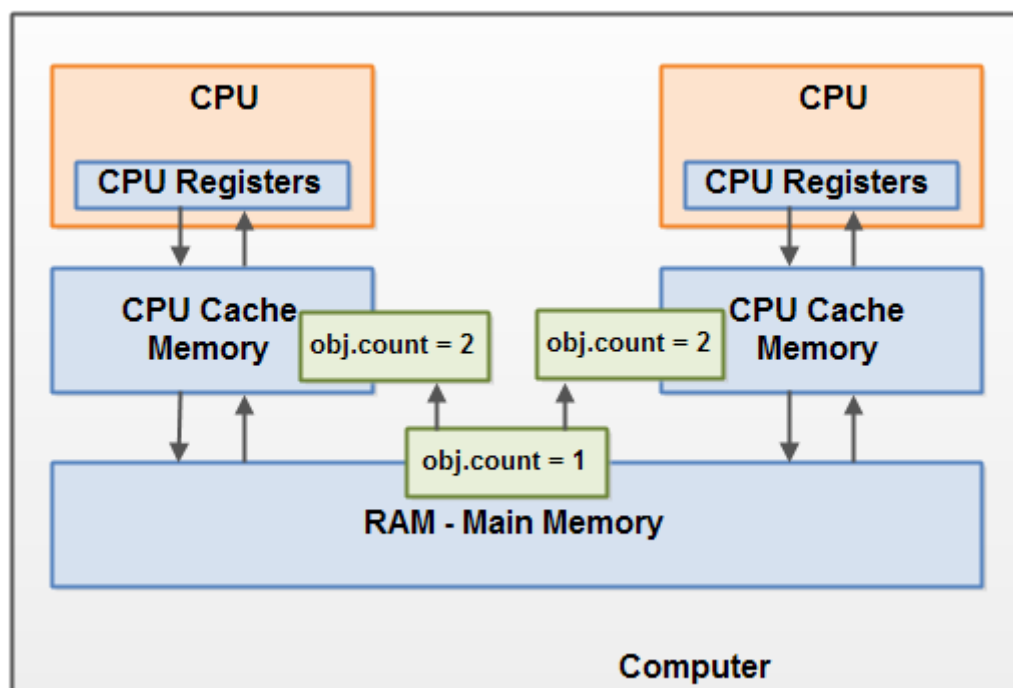 CPU
CPU
CPU Registers
CPU Registers
CPU Cache
Memory
obj.count = 2
obj.count = 2
CPU Cache
Memory
obj.count = 1
RAM - Main Memory
Computer